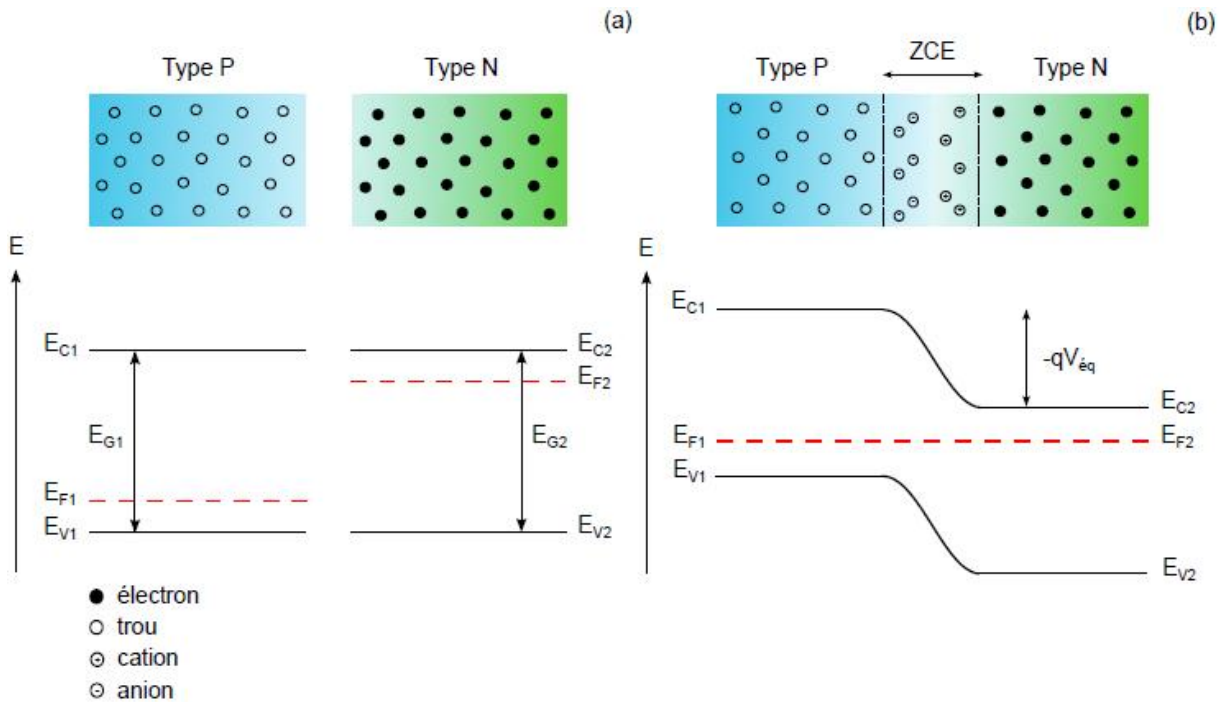 (a)
Type P
Type N
E
E_C1
E_C2
E_F2
E_G1
E_G2
E_F1
E_V1
E_V2
électron
trou
cation
anion
(b)
ZCE
Type P
Type N
E
E_C1
-qV_éq
E_C2
E_F1
E_F2
E_V1
E_V2